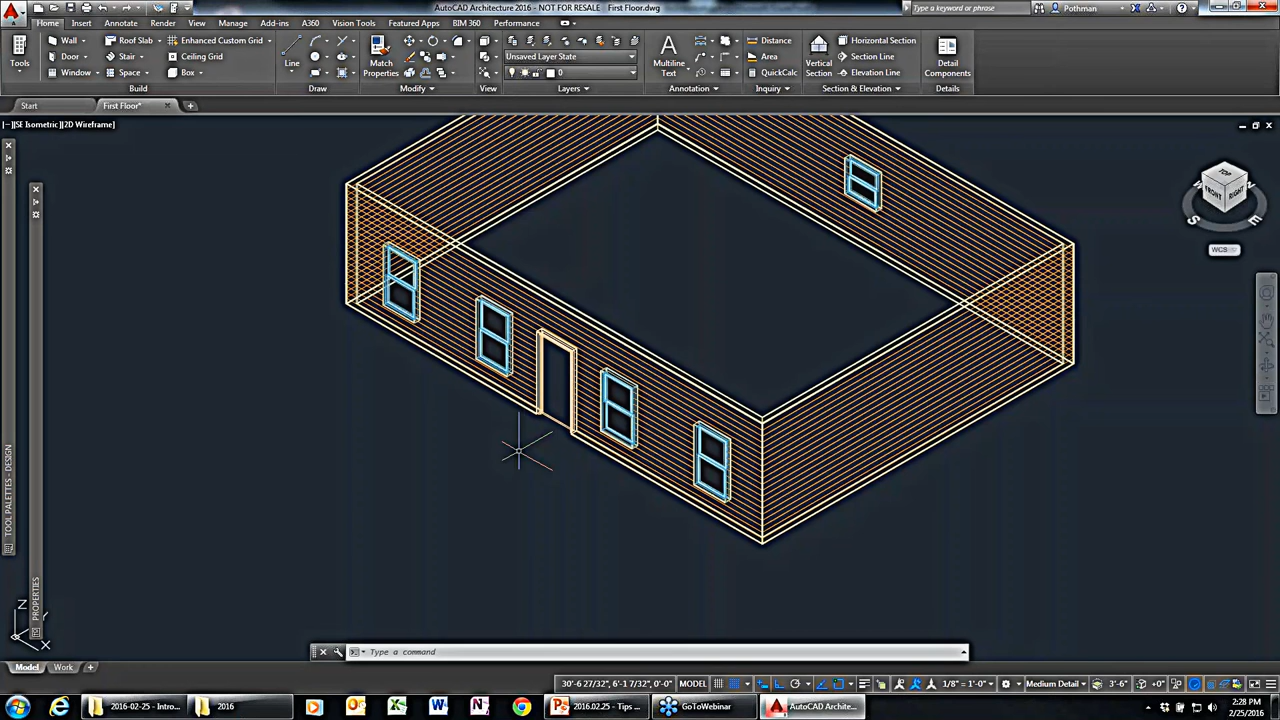 AutoCAD Architecture 2016 - NOT FOR RESALE First Floor.dwg
Type a keyword or phrase
Pothman
Home Insert Annotate Render View Manage Add-ins A360 Vision Tools Featured Apps BIM 360 Performance
Tools
Wall
Door
Window
Roof Slab
Stair
Space
Enhanced Custom Grid
Ceiling Grid
Box
Build
Line
Draw
Match
Properties
Modify
View
Unsaved Layer State
0
Layers
A
Multiline
Text
Annotation
Distance
Area
QuickCalc
Inquiry
Vertical
Section
Horizontal Section
Section Line
Elevation Line
Section & Elevation
Detail
Components
Details
Start
First Floor*
[−][SE Isometric][2D Wireframe]
TOP
FRONT
RIGHT
S
E
WCS
TOOL PALETTES - DESIGN
PROPERTIES
Z
Y
X
Type a command
Model
Work
30'-6 27/32", 6'-1 7/32", 0'-0"
MODEL
1/8" = 1'-0"
Medium Detail
3'-6"
+0"
2016-02-25 - Intro...
2016
2016.02.25 - Tips ...
GoToWebinar
AutoCAD Archite...
2:28 PM
2/25/2016